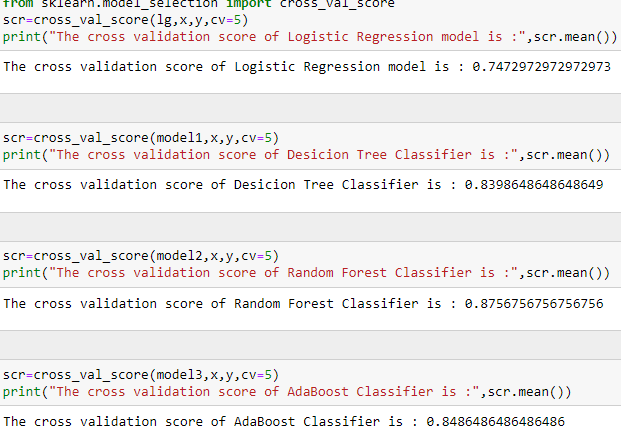 from sklearn.model_selection import cross_val_score
scr=cross_val_score(lg,x,y,cv=5)
print("The cross validation score of Logistic Regression model is :",scr.mean())
The cross validation score of Logistic Regression model is : 0.7472972972972973
scr=cross_val_score(model1,x,y,cv=5)
print("The cross validation score of Desicion Tree Classifier is :",scr.mean())
The cross validation score of Desicion Tree Classifier is : 0.8398648648648649
scr=cross_val_score(model2,x,y,cv=5)
print("The cross validation score of Random Forest Classifier is :",scr.mean())
The cross validation score of Random Forest Classifier is : 0.8756756756756756
scr=cross_val_score(model3,x,y,cv=5)
print("The cross validation score of AdaBoost Classifier is :",scr.mean())
The cross validation score of AdaBoost Classifier is : 0.8486486486486486